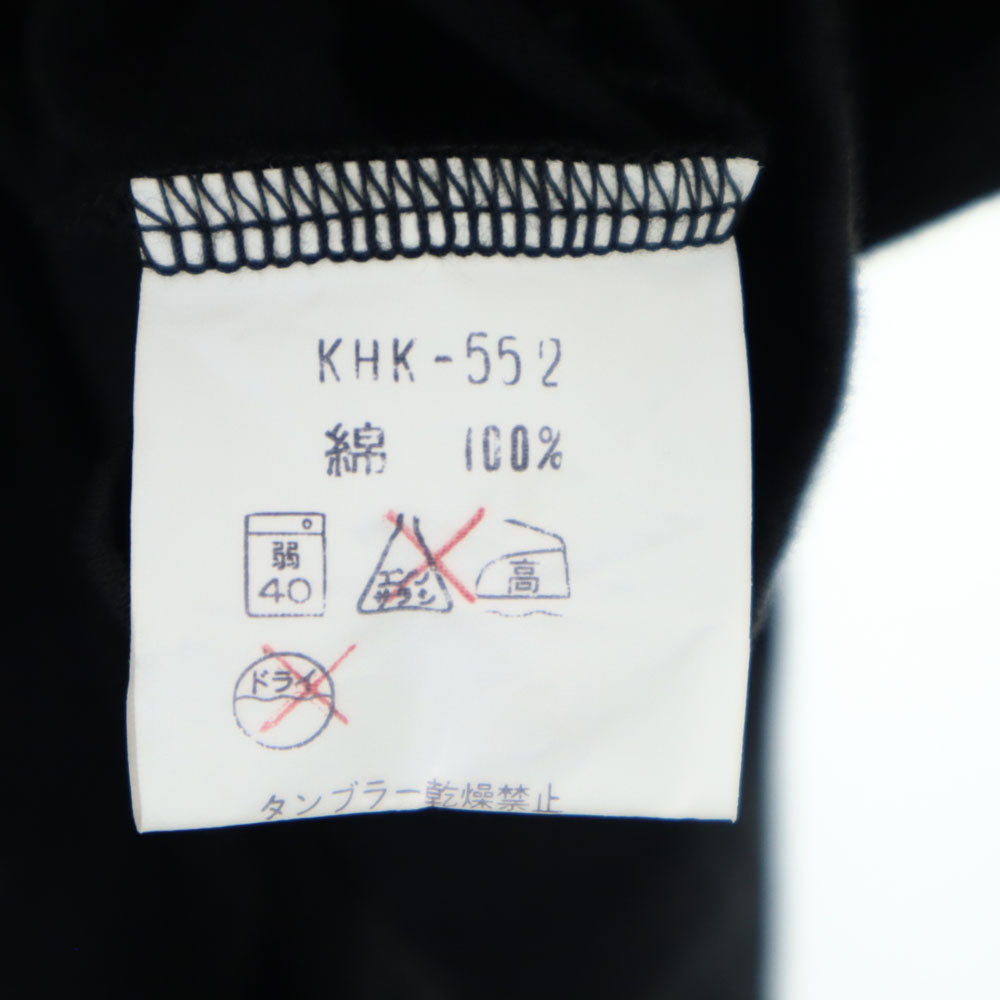 KHK-552
綿 100%
弱
40
エンソ
サラシ
高
ドライ
タンブラー乾燥禁止